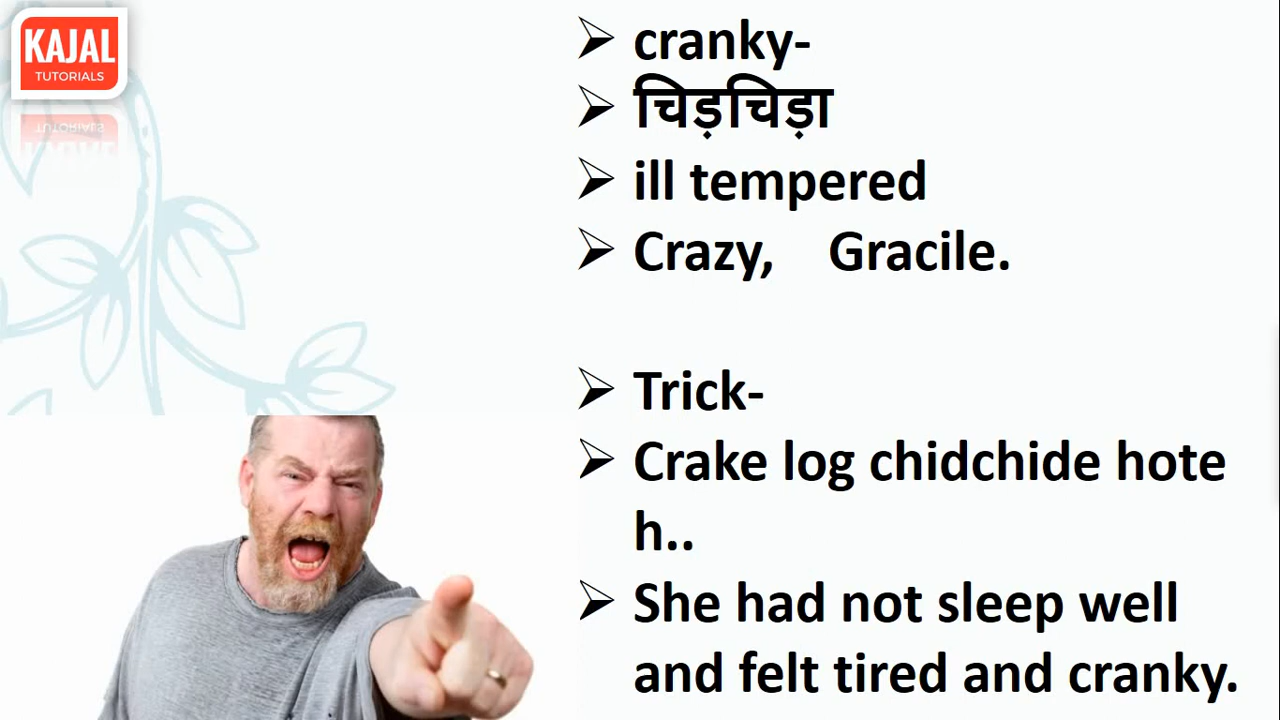 KAJAL
TUTORIALS
cranky-
चिड़चिड़ा
ill tempered
Crazy, Gracile.
Trick-
Crake log chidchide hote
h..
She had not sleep well
and felt tired and cranky.